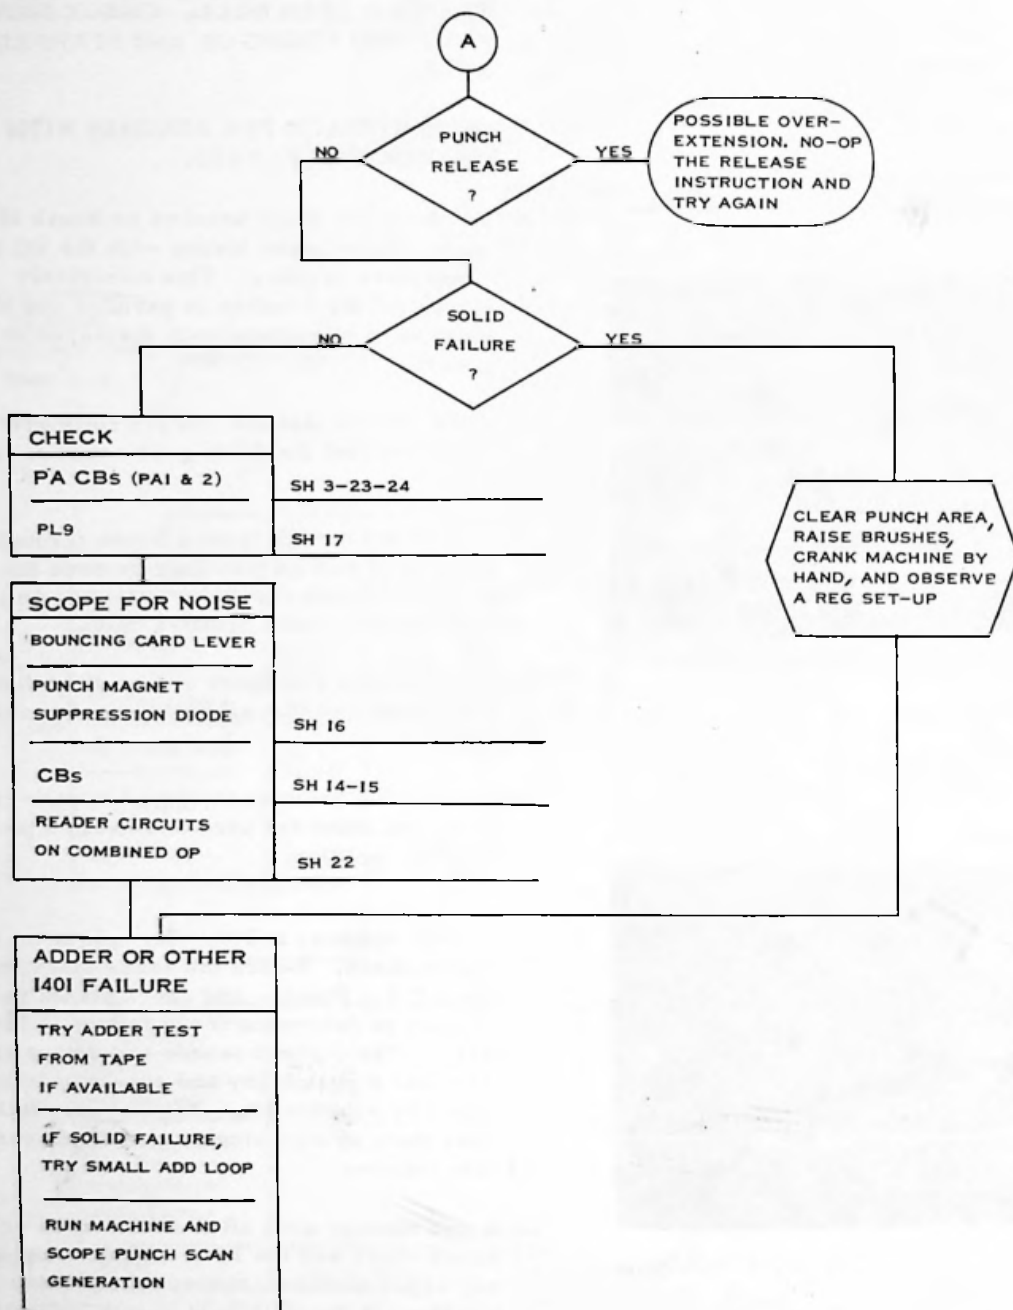 A
PUNCH
RELEASE
?
NO
YES
POSSIBLE OVER-
EXTENSION. NO-OP
THE RELEASE
INSTRUCTION AND
TRY AGAIN
SOLID
FAILURE
?
NO
YES
CHECK
PA CBs (PA1 & 2)
SH 3-23-24
PL9
SH 17
CLEAR PUNCH AREA,
RAISE BRUSHES,
CRANK MACHINE BY
HAND, AND OBSERVE
A REG SET-UP
SCOPE FOR NOISE
BOUNCING CARD LEVER
PUNCH MAGNET
SUPPRESSION DIODE
SH 16
CBs
SH 14-15
READER CIRCUITS
ON COMBINED OP
SH 22
ADDER OR OTHER
1401 FAILURE
TRY ADDER TEST
FROM TAPE
IF AVAILABLE
IF SOLID FAILURE,
TRY SMALL ADD LOOP
RUN MACHINE AND
SCOPE PUNCH SCAN
GENERATION